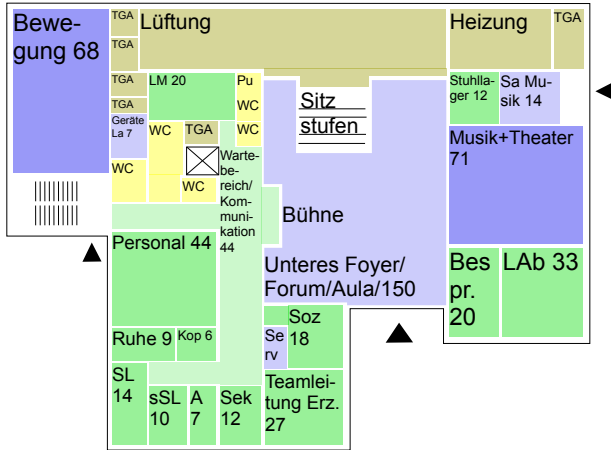 Bewe-
gung 68
TGA
Lüftung
Heizung
TGA
TGA
TGA
LM 20
Pu
Stuhlla-
ger 12
Sa Mu-
sik 14
TGA
WC
Sitz
stufen
Geräte
La 7
WC
TGA
WC
Musik+Theater
71
Warte-
be-
reich/
Kom-
muni-
kation
44
WC
WC
Bühne
Personal 44
Unteres Foyer/
Forum/Aula/150
Bes
pr.
20
LAb 33
Ruhe 9
Kop 6
Soz
18
Se
rv
SL
14
sSL
10
A
7
Sek
12
Teamlei-
tung Erz.
27